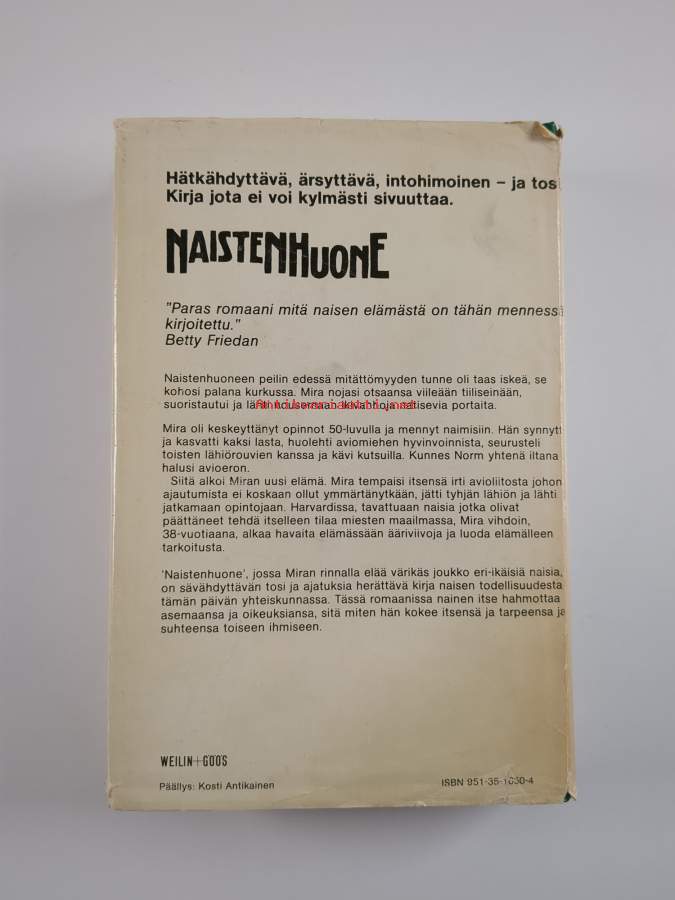 Hätkähdyttävä, ärsyttävä, intohimoinen – ja tosi
Kirja jota ei voi kylmästi sivuuttaa.
NAISTENHUONE
"Paras romaani mitä naisen elämästä on tähän mennessä
kirjoitettu."
Betty Friedan
Naistenhuoneen peilin edessä mitättömyyden tunne oli taas iskeä, se
kohosi palana kurkussa. Mira nojasi otsaansa viileään tiiliseinään,
suoristautui ja lähti nousemaan portaita.
Mira oli keskeyttänyt opinnot 50-luvulla ja mennyt naimisiin. Hän synnytt
ja kasvatti kaksi lasta, huolehti aviomiehen hyvinvoinnista, seurusteli
toisten lähiörouvien kanssa ja kävi kutsuilla. Kunnes Norm yhtenä iltana
halusi avioeron.
Siitä alkoi Miran uusi elämä. Mira tempaisi itsensä irti avioliitosta johon
ajautumista ei koskaan ollut ymmärtänytkään, jätti tyhjän lähiön ja lähti
jatkamaan opintojaan. Harvardissa, tavattuaan naisia jotka olivat
päättäneet tehdä itselleen tilaa miesten maailmassa, Mira vihdoin,
38-vuotiaana, alkaa havaita elämässään ääriviivoja ja luoda elämälleen
tarkoitusta.
'Naistenhuone', jossa Miran rinnalla elää värikäs joukko eri-ikäisiä naisia,
on sävähdyttävän tosi ja ajatuksia herättävä kirja naisen todellisuudesta
tämän päivän yhteiskunnassa. Tässä romaanissa nainen itse hahmottaa
asemaansa ja oikeuksiansa, sitä miten hän kokee itsensä ja tarpeensa ja
suhteensa toiseen ihmiseen.
WEILIN+GÖÖS
Päällys: Kosti Antikainen
ISBN 951-35-1630-4